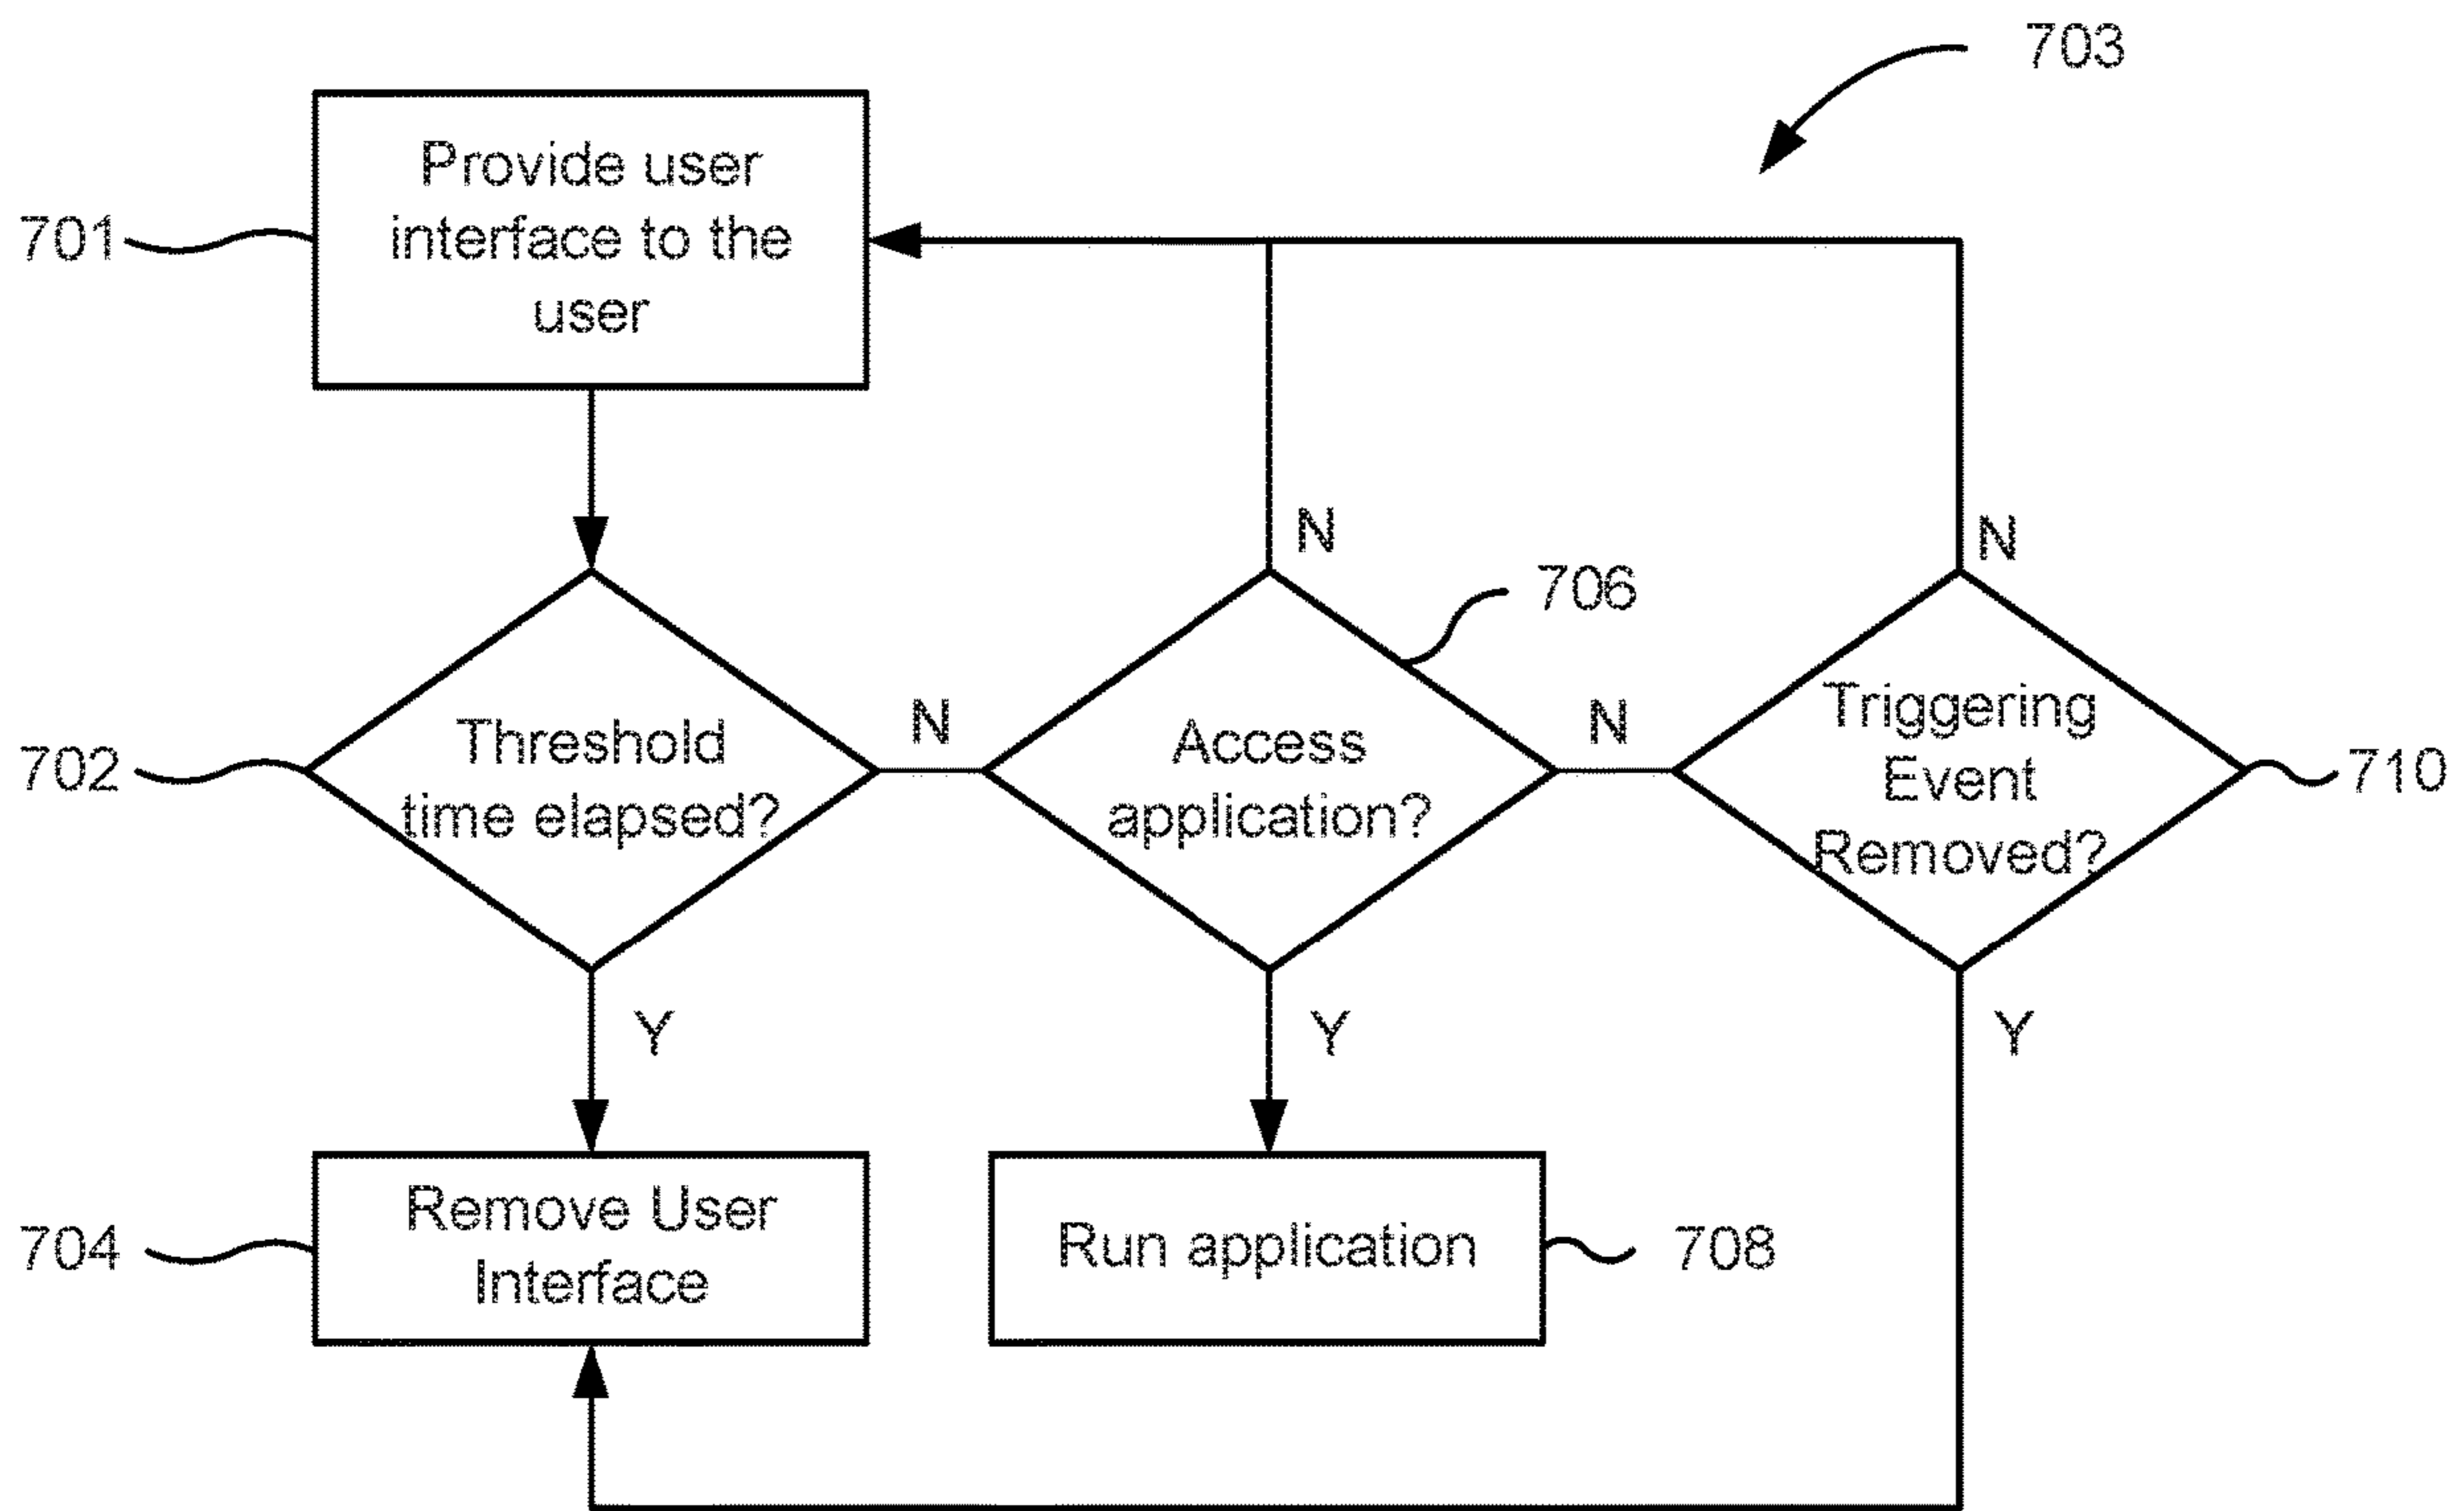 703
Provide user
interface to the
user
701
N
N
706
Threshold
time elapsed?
702
N
Access
application?
N
Triggering
Event
Removed?
710
Y
Y
Y
Remove User
Interface
704
Run application
708